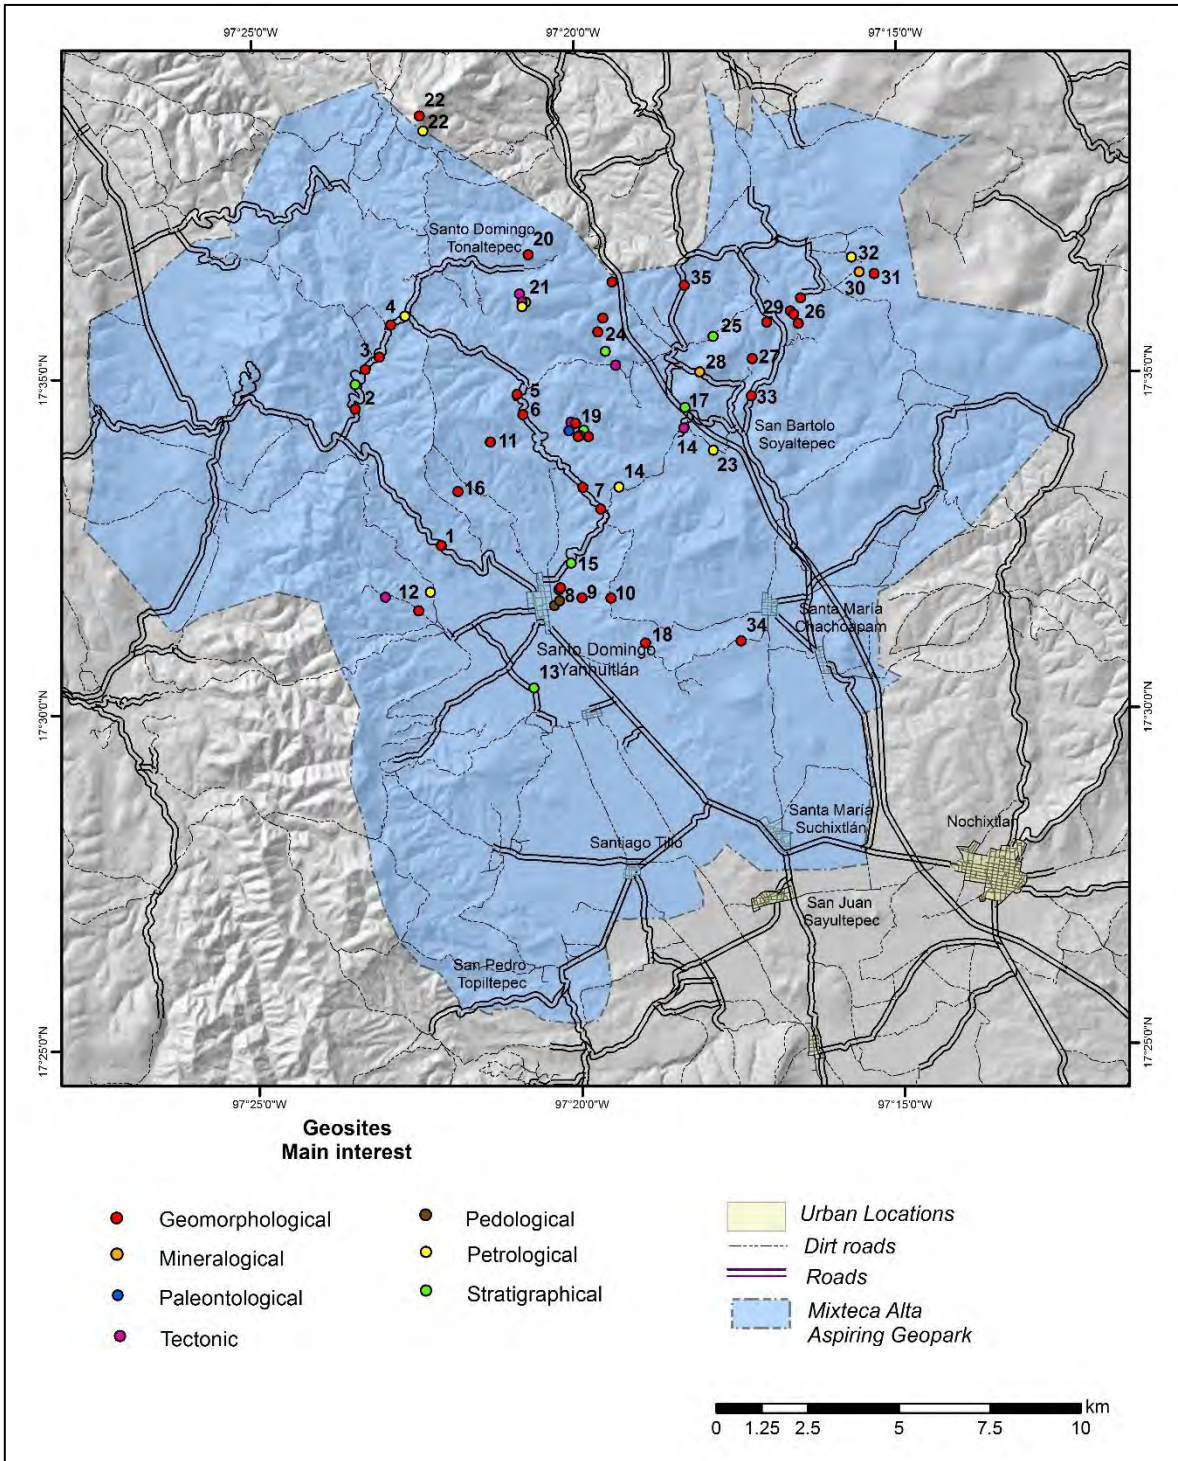 97°25'0"W
97°20'0"W
97°15'0"W
22
22
Santo Domingo
Tonaltepec
20
21
4
3
2
24
35
25
29
26
32
30
31
28
27
33
17
San Bartolo
Soyaltepec
5
6
19
11
14
23
16
7
14
1
15
12
8
9
10
18
34
Santa María
Chachoapam
Santo Domingo
Yanhuitlán
13
17°35'0"N
17°35'0"N
17°30'0"N
17°30'0"N
17°25'0"N
17°25'0"N
Santa María
Suchixtlán
Nochixtlan
Santiago Tillo
San Juan
Sayultepec
San Pedro
Topiltepec
97°25'0"W
97°20'0"W
97°15'0"W
Geosites
Main interest
Geomorphological
Mineralogical
Paleontological
Tectonic
Pedological
Petrological
Stratigraphical
Urban Locations
Dirt roads
Roads
Mixteca Alta
Aspiring Geopark
km
0 1.25 2.5 5 7.5 10